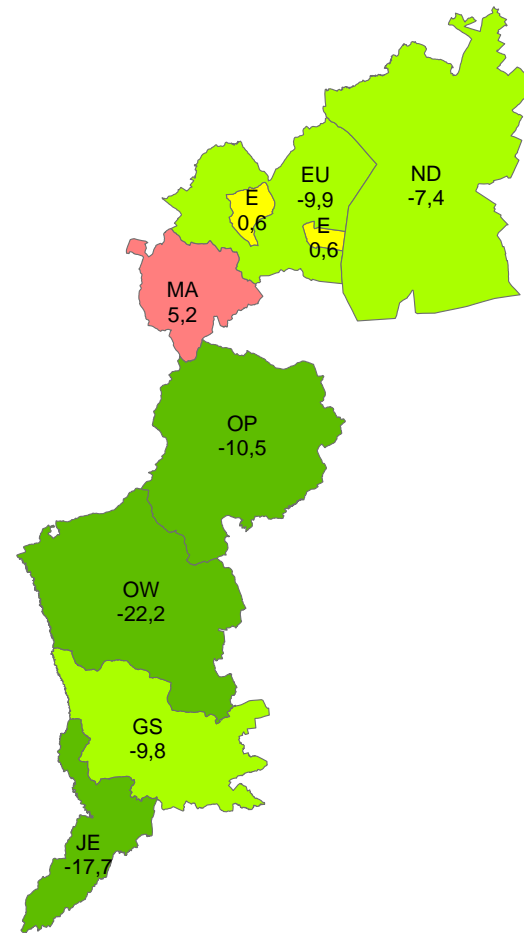 ND
-7,4
EU
-9,9
E
0,6
E
0,6
MA
5,2
OP
-10,5
OW
-22,2
GS
-9,8
JE
-17,7